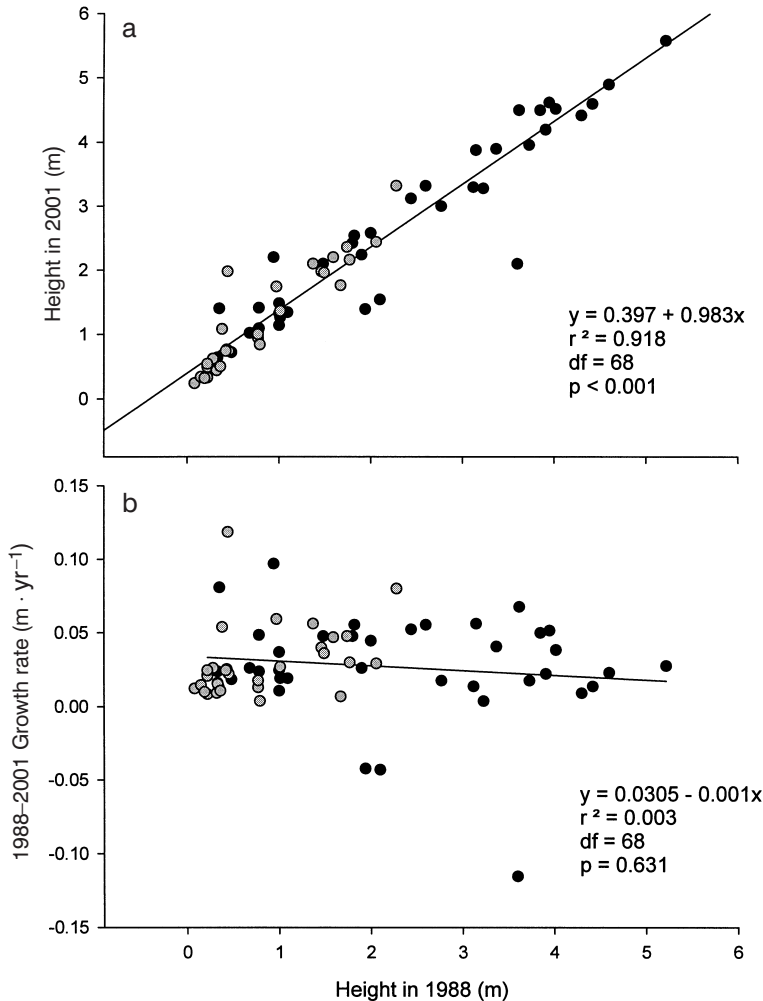 a
6
5
4
3
2
1
0
Height in 2001 (m)
y = 0.397 + 0.983x
r ² = 0.918
df = 68
p < 0.001
b
0.15
0.10
0.05
0.00
-0.05
-0.10
-0.15
1988–2001 Growth rate (m · yr⁻¹)
y = 0.0305 - 0.001x
r ² = 0.003
df = 68
p = 0.631
0 1 2 3 4 5 6
Height in 1988 (m)